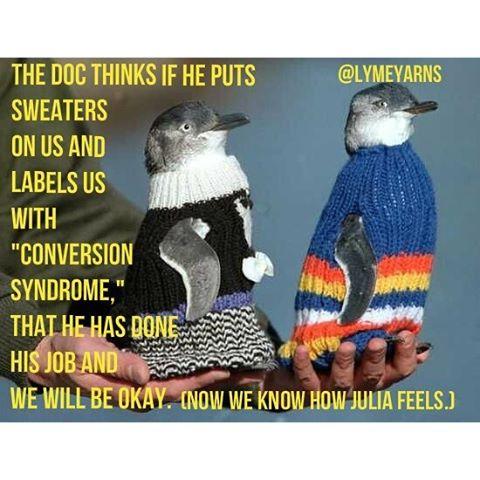 THE DOC THINKS IF HE PUTS
@LYMEYARNS
SWEATERS
ON US AND
LABELS US
WITH
"CONVERSION
SYNDROME,"
THAT HE HAS DONE
HIS JOB AND
WE WILL BE OKAY. (NOW WE KNOW HOW JULIA FEELS.)